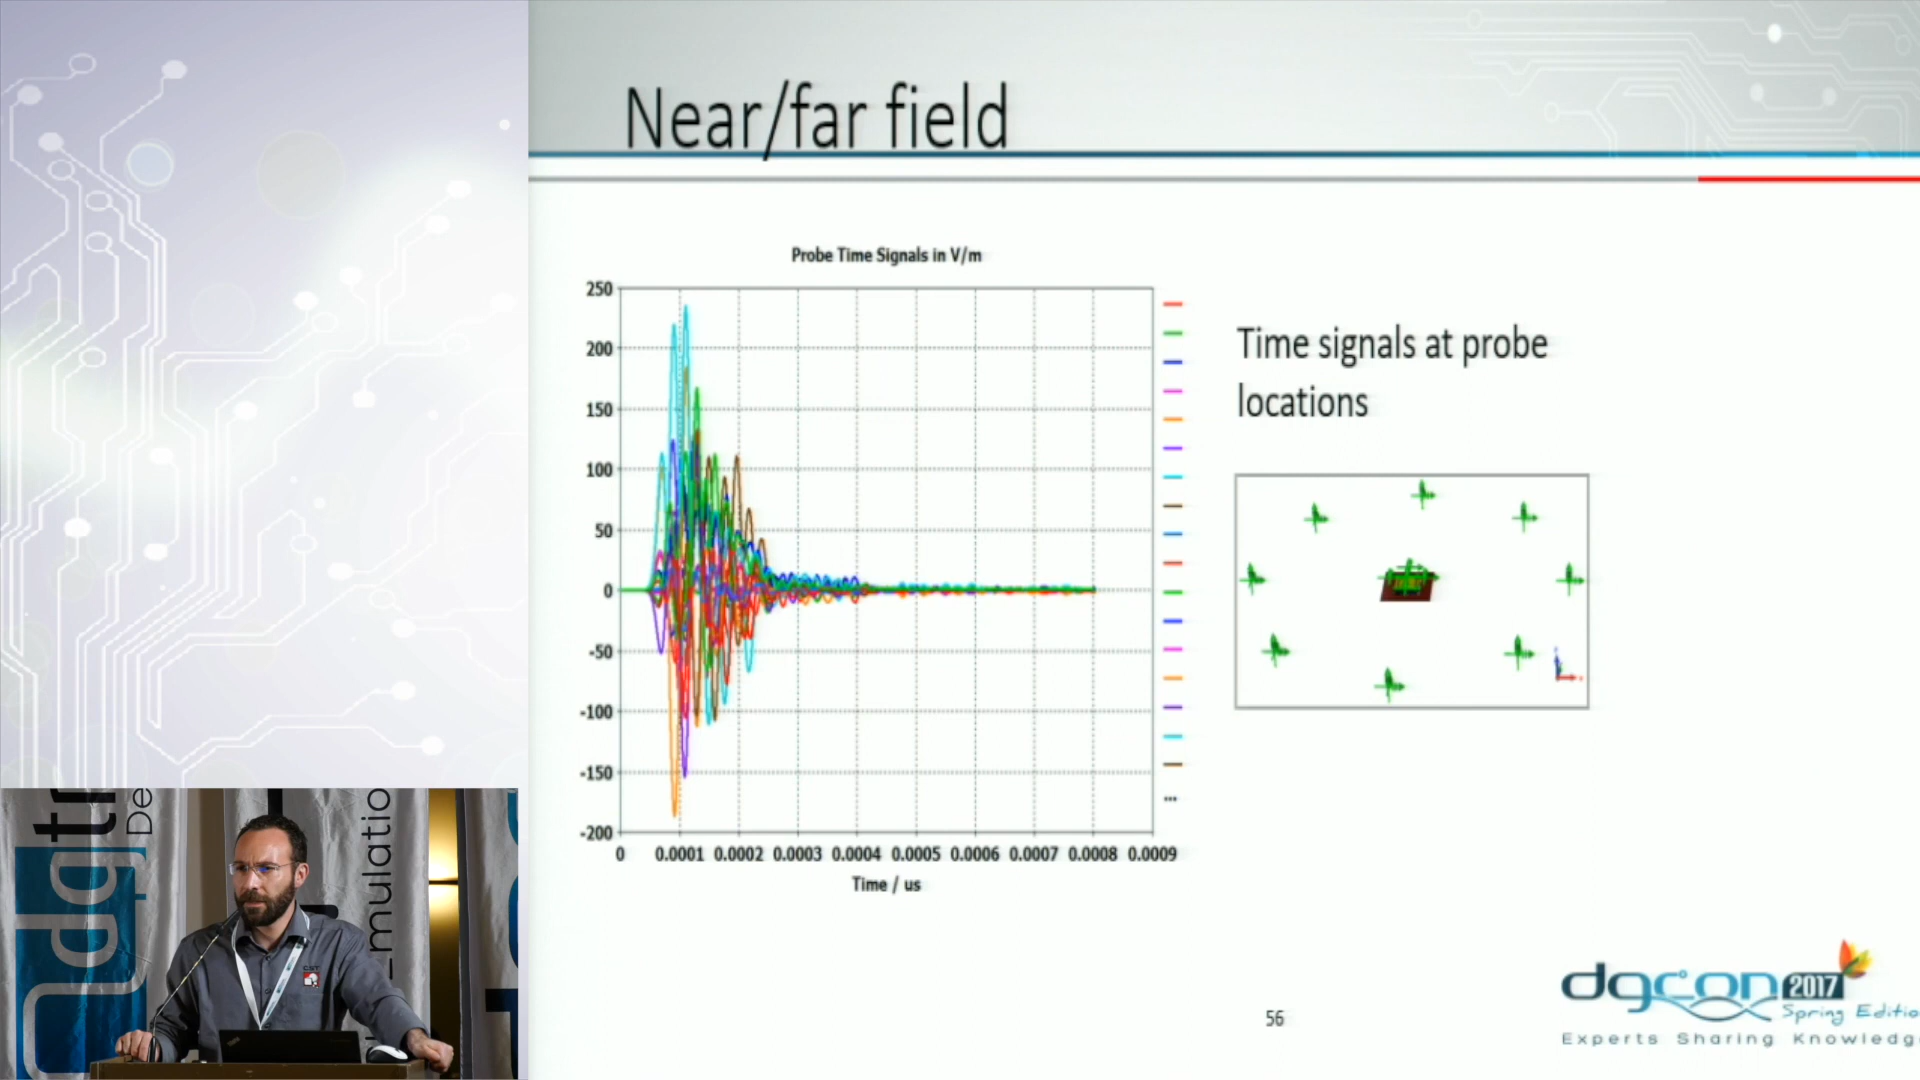 Near/far field
Probe Time Signals in V/m
250
200
150
100
50
0
-50
-100
-150
-200
0 0.0001 0.0002 0.0003 0.0004 0.0005 0.0006 0.0007 0.0008 0.0009
Time / us
...
Time signals at probe
locations
56
dgcon 2017
Spring Editio
Experts Sharing Knowledg
dgtr
De
mulatio
CST